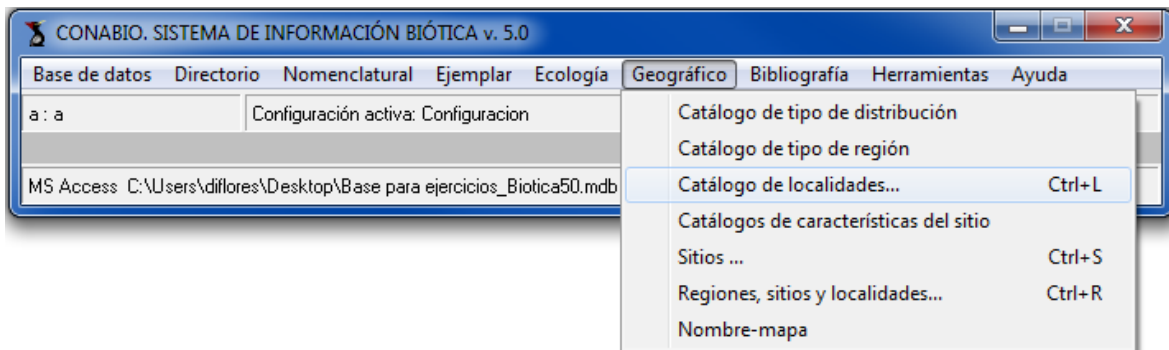 CONABIO. SISTEMA DE INFORMACIÓN BIÓTICA v. 5.0
Base de datos Directorio Nomenclatural Ejemplar Ecología Geográfico Bibliografía Herramientas Ayuda
a : a Configuración activa: Configuracion
Catálogo de tipo de distribución
Catálogo de tipo de región
MS Access C:\Users\diflores\Desktop\Base para ejercicios_Biotica50.mdb
Catálogo de localidades... Ctrl+L
Catálogos de características del sitio
Sitios ... Ctrl+S
Regiones, sitios y localidades... Ctrl+R
Nombre-mapa